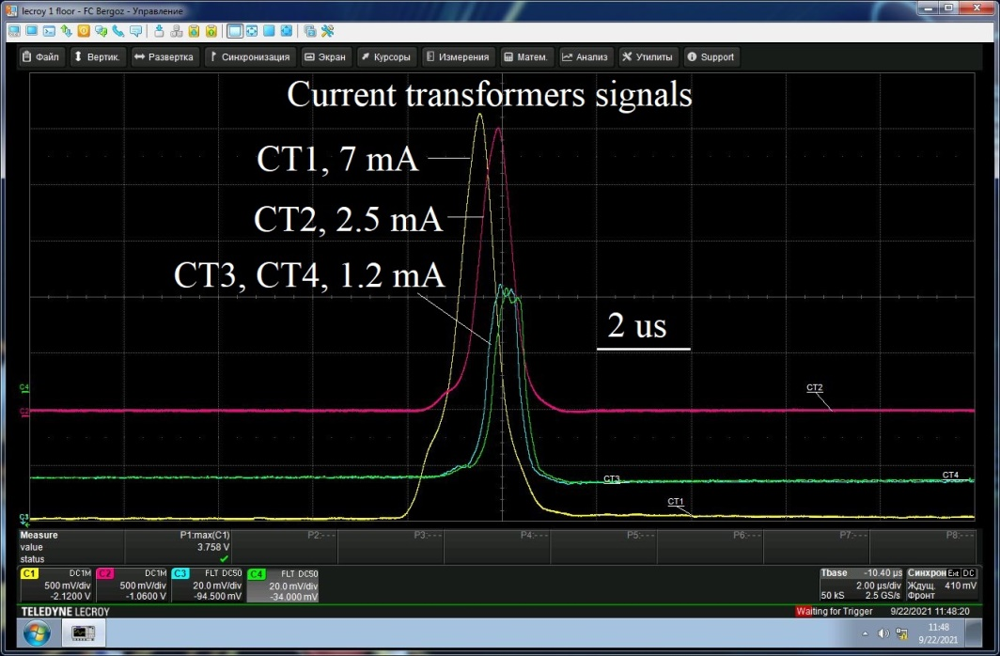 lecroy 1 floor - FC Bergoz - Управление
Файл Вертик. Развертка Синхронизация Экран Курсоры Измерения Матем. Анализ Утилиты Support
Current transformers signals
CT1, 7 mA
CT2, 2.5 mA
CT3, CT4, 1.2 mA
2 us
C4
C2
CT2
CT3
CT4
CT1
C1
Measure P1:max(C1) P2:--- P3:--- P4:--- P5:--- P6:--- P7:--- P8:---
value 3.758 V
status
C1 DC1M C2 DC1M C3 FLT DC50 C4 FLT DC50 Tbase -10.40 µs Синхрон Ext DC
500 mV/div 500 mV/div 20.0 mV/div 20.0 mV/div 2.00 µs/div Ждущ. 410 mV
-2.1200 V -1.0600 V -94.500 mV -34.000 mV 50 kS 2.5 GS/s Фронт
TELEDYNE LECROY Waiting for Trigger 9/22/2021 11:48:20
11:48
9/22/2021